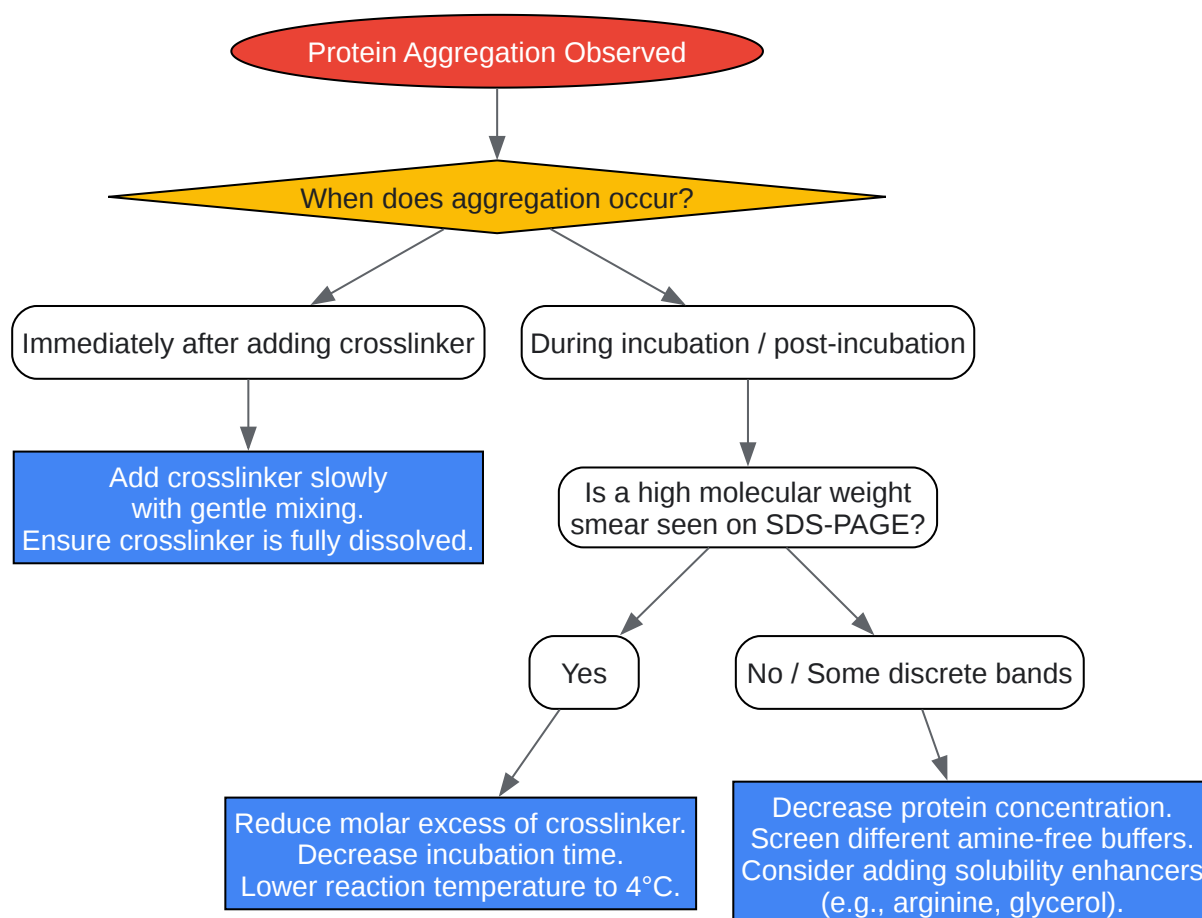 Protein Aggregation Observed
When does aggregation occur?
Immediately after adding crosslinker
During incubation / post-incubation
Add crosslinker slowly
with gentle mixing.
Ensure crosslinker is fully dissolved.
Is a high molecular weight
smear seen on SDS-PAGE?
Yes
No / Some discrete bands
Reduce molar excess of crosslinker.
Decrease incubation time.
Lower reaction temperature to 4°C.
Decrease protein concentration.
Screen different amine-free buffers.
Consider adding solubility enhancers
(e.g., arginine, glycerol).